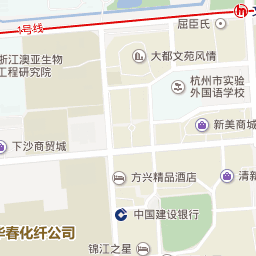 1号线
屈臣氏
大都文苑风情
浙江澳亚生物
工程研究院
杭州市实验
外国语学校
新美商城
下沙商贸城
方兴精品酒店
清新
中国建设银行
华春化纤公司
锦江之星